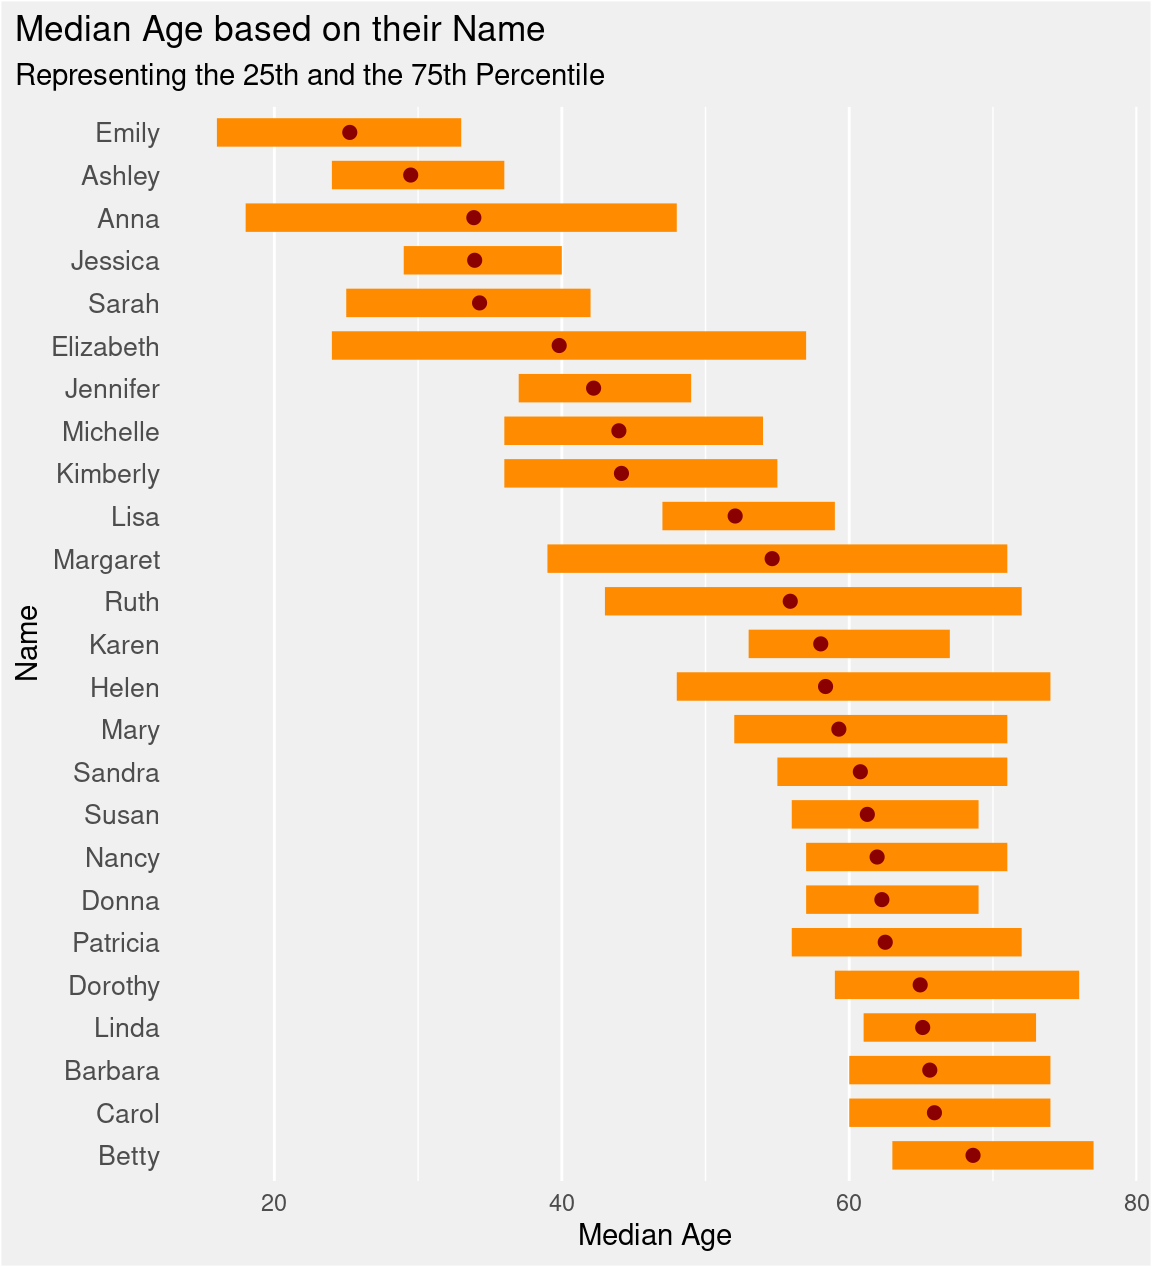 Median Age based on their Name
Representing the 25th and the 75th Percentile
Emily
Ashley
Anna
Jessica
Sarah
Elizabeth
Jennifer
Michelle
Kimberly
Lisa
Margaret
Ruth
Karen
Helen
Mary
Sandra
Susan
Nancy
Donna
Patricia
Dorothy
Linda
Barbara
Carol
Betty
Name
20 40 60 80
Median Age